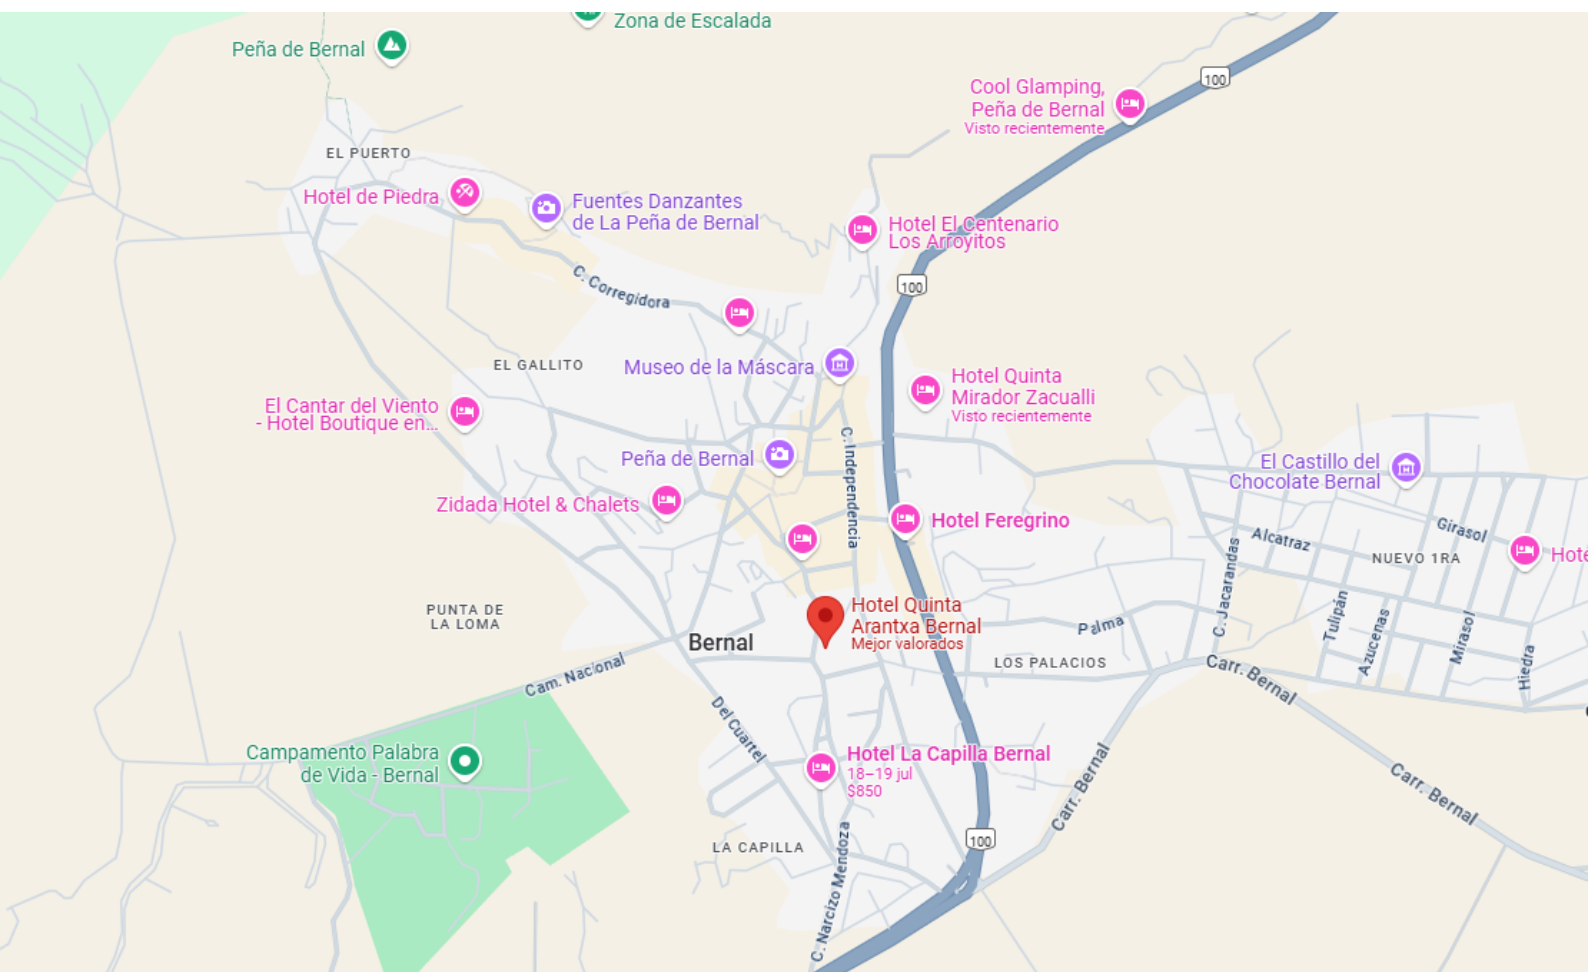 Zona de Escalada
Peña de Bernal
100
Cool Glamping,
Peña de Bernal
Visto recientemente
EL PUERTO
Hotel de Piedra
Fuentes Danzantes
de La Peña de Bernal
Hotel El Centenario
Los Arroyitos
C. Corregidora
100
EL GALLITO
Museo de la Máscara
Hotel Quinta
Mirador Zacualli
Visto recientemente
El Cantar del Viento
- Hotel Boutique en...
Peña de Bernal
C. Independencia
El Castillo del
Chocolate Bernal
Zidada Hotel & Chalets
Hotel Feregrino
Girasol
Alcatraz
NUEVO 1RA
Hoté
C. Jacarandas
PUNTA DE
LA LOMA
Hotel Quinta
Arantxa Bernal
Mejor valorados
Bernal
Palma
Tulipán
Azucenas
Mirasol
Hiedra
LOS PALACIOS
Cam. Nacional
Carr. Bernal
Del Cuartel
Campamento Palabra
de Vida - Bernal
Hotel La Capilla Bernal
18–19 jul
$850
Carr. Bernal
Carr. Bernal
LA CAPILLA
100
C. Narcizo Mendoza